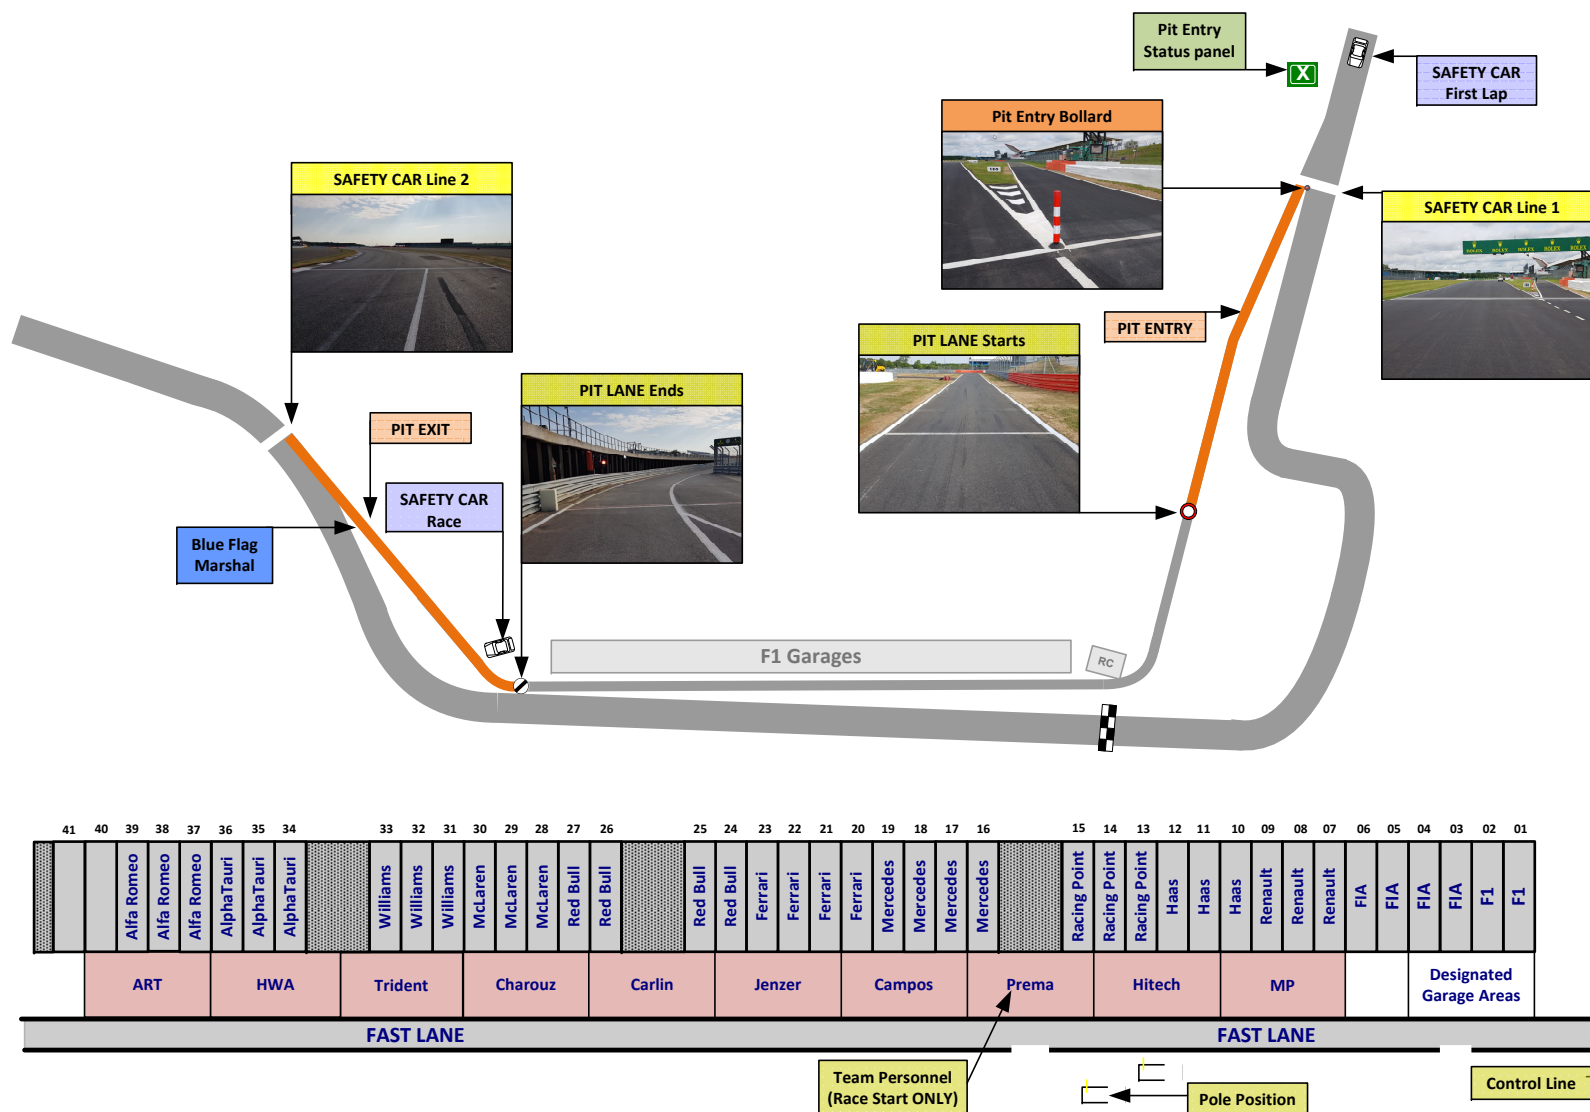 Pit Entry
Status panel
X
SAFETY CAR
First Lap
Pit Entry Bollard
SAFETY CAR Line 2
SAFETY CAR Line 1
ROLEX ROLEX ROLEX ROLEX ROLEX
PIT ENTRY
PIT LANE Starts
PIT LANE Ends
PIT EXIT
SAFETY CAR
Race
Blue Flag
Marshal
F1 Garages
RC
41 40 39 38 37 36 35 34 33 32 31 30 29 28 27 26 25 24 23 22 21 20 19 18 17 16 15 14 13 12 11 10 09 08 07 06 05 04 03 02 01
Alfa Romeo Alfa Romeo Alfa Romeo AlphaTauri AlphaTauri AlphaTauri Williams Williams Williams McLaren McLaren McLaren Red Bull Red Bull Red Bull Red Bull Ferrari Ferrari Ferrari Ferrari Mercedes Mercedes Mercedes Mercedes Racing Point Racing Point Racing Point Haas Haas Haas Renault Renault Renault FIA FIA FIA FIA F1 F1
ART HWA Trident Charouz Carlin Jenzer Campos Prema Hitech MP Designated
Garage Areas
FAST LANE FAST LANE
Team Personnel
(Race Start ONLY)
Pole Position
Control Line